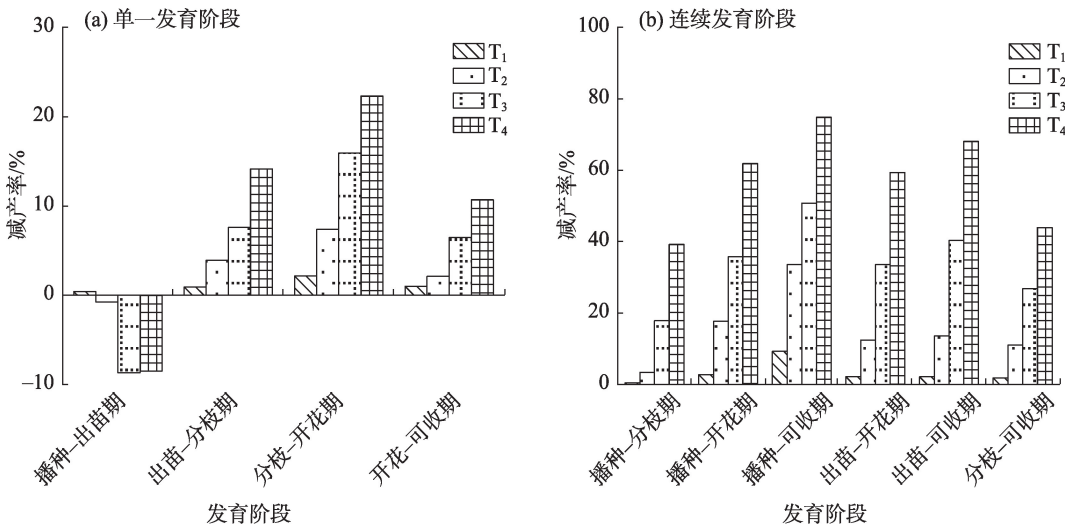 (a) 单一发育阶段
减产率/%
30
20
10
0
−10
T₁
T₂
T₃
T₄
播种–出苗期
出苗–分枝期
分枝–开花期
开花–可收期
发育阶段
(b) 连续发育阶段
减产率/%
100
80
60
40
20
0
T₁
T₂
T₃
T₄
播种–分枝期
播种–开花期
播种–可收期
出苗–开花期
出苗–可收期
分枝–可收期
发育阶段